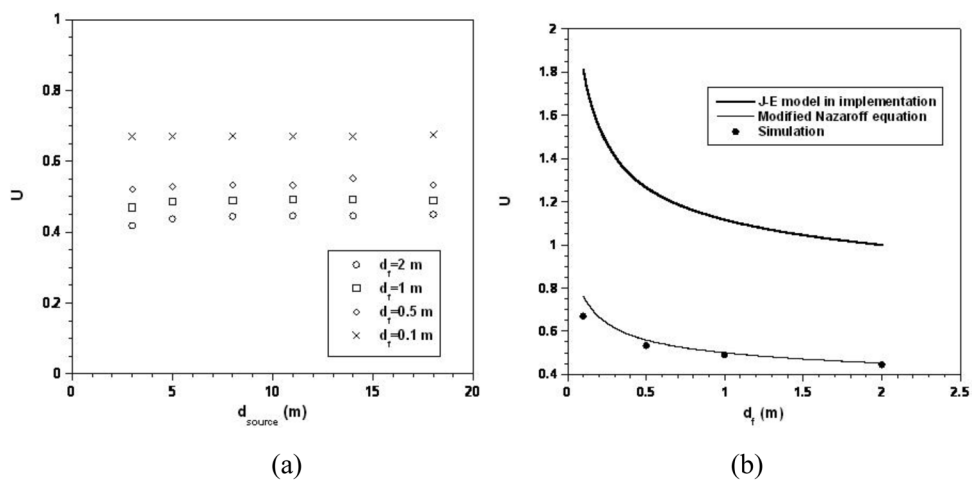 1
0.8
0.6
0.4
0.2
0
U
0 5 10 15 20
d_source (m)
d_f=2 m
d_f=1 m
d_f=0.5 m
d_f=0.1 m
(a)
2
1.8
1.6
1.4
1.2
1
0.8
0.6
0.4
U
0 0.5 1 1.5 2 2.5
d_f (m)
J-E model in implementation
Modified Nazaroff equation
Simulation
(b)